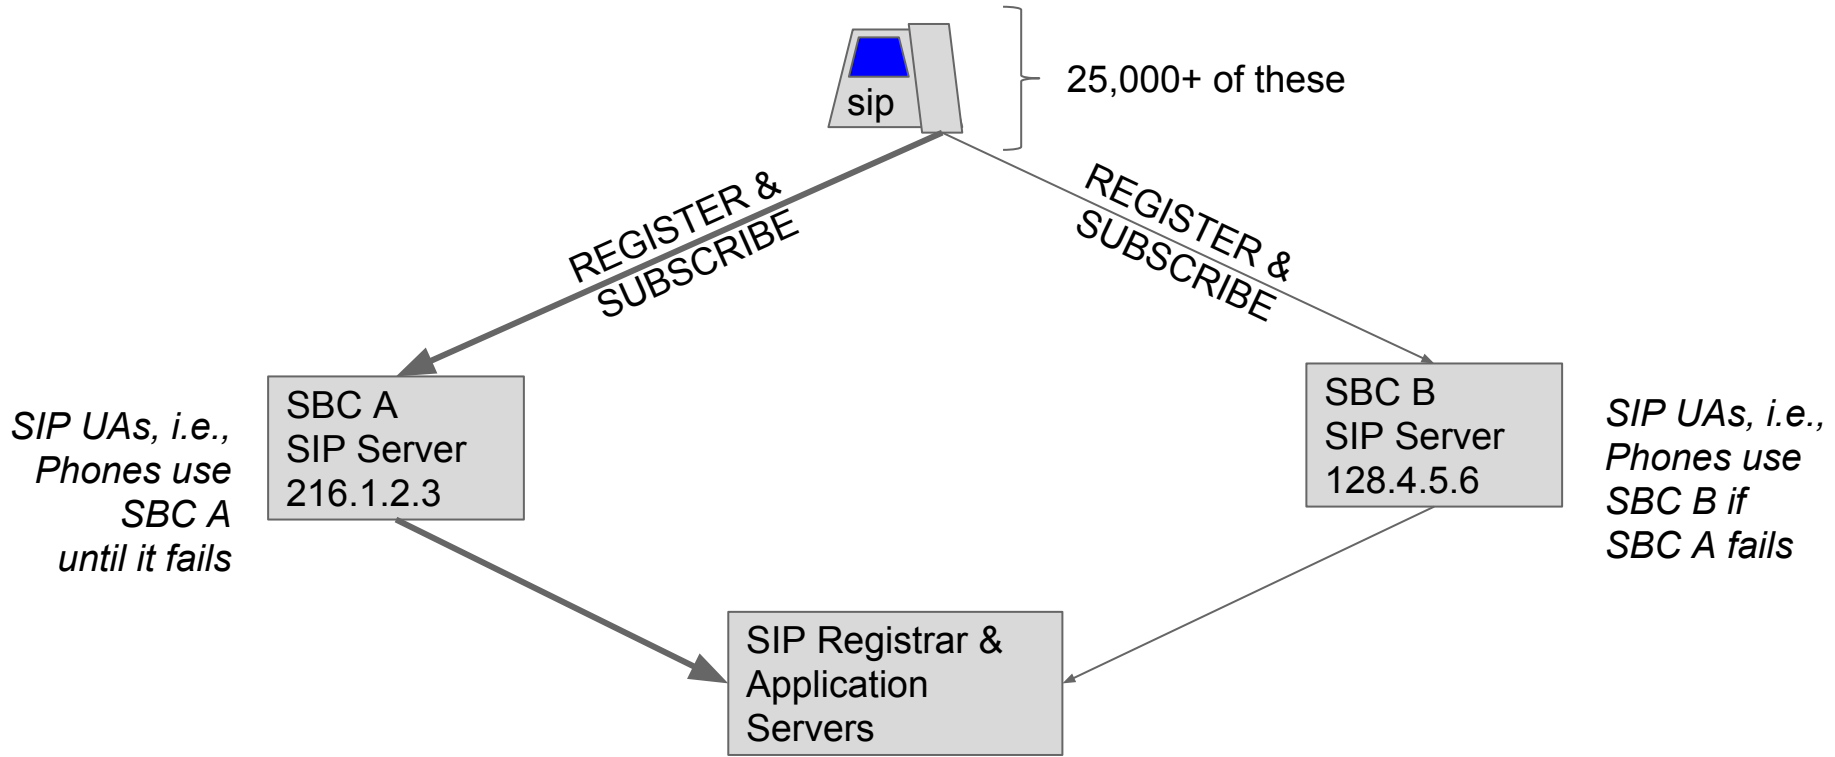 sip
25,000+ of these
REGISTER &
SUBSCRIBE
REGISTER &
SUBSCRIBE
SIP UAs, i.e.,
Phones use
SBC A
until it fails
SBC A
SIP Server
216.1.2.3
SBC B
SIP Server
128.4.5.6
SIP UAs, i.e.,
Phones use
SBC B if
SBC A fails
SIP Registrar &
Application
Servers